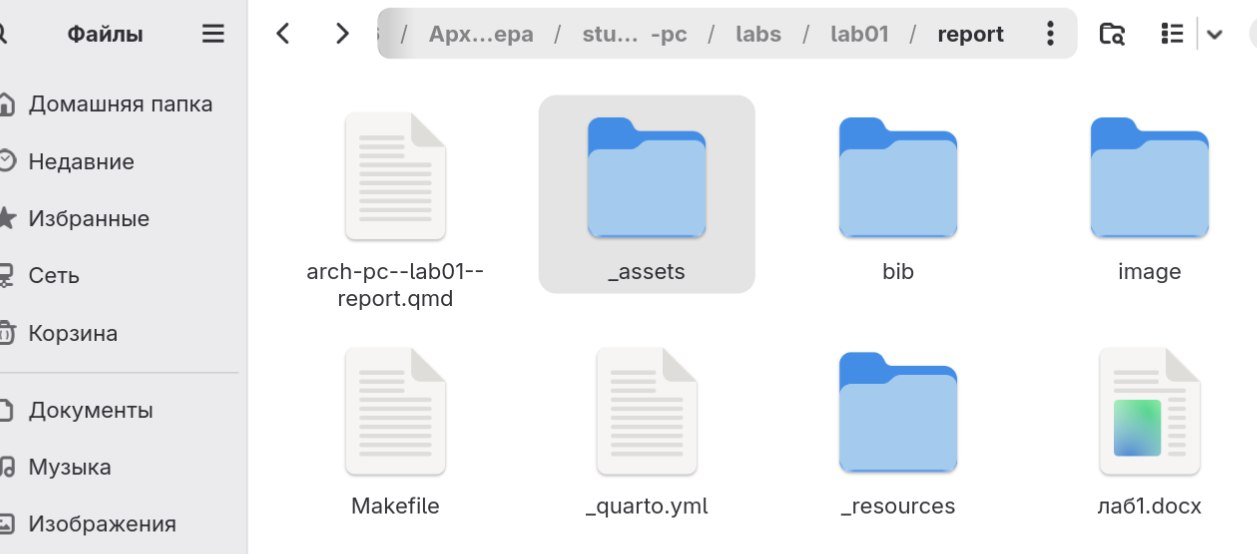 Файлы
/ Арх...ера / stu... -pc / labs / lab01 / report
Домашняя папка
Недавние
Избранные
Сеть
Корзина
Документы
Музыка
Изображения
arch-pc--lab01--
report.qmd
_assets
bib
image
Makefile
_quarto.yml
_resources
лаб1.docx